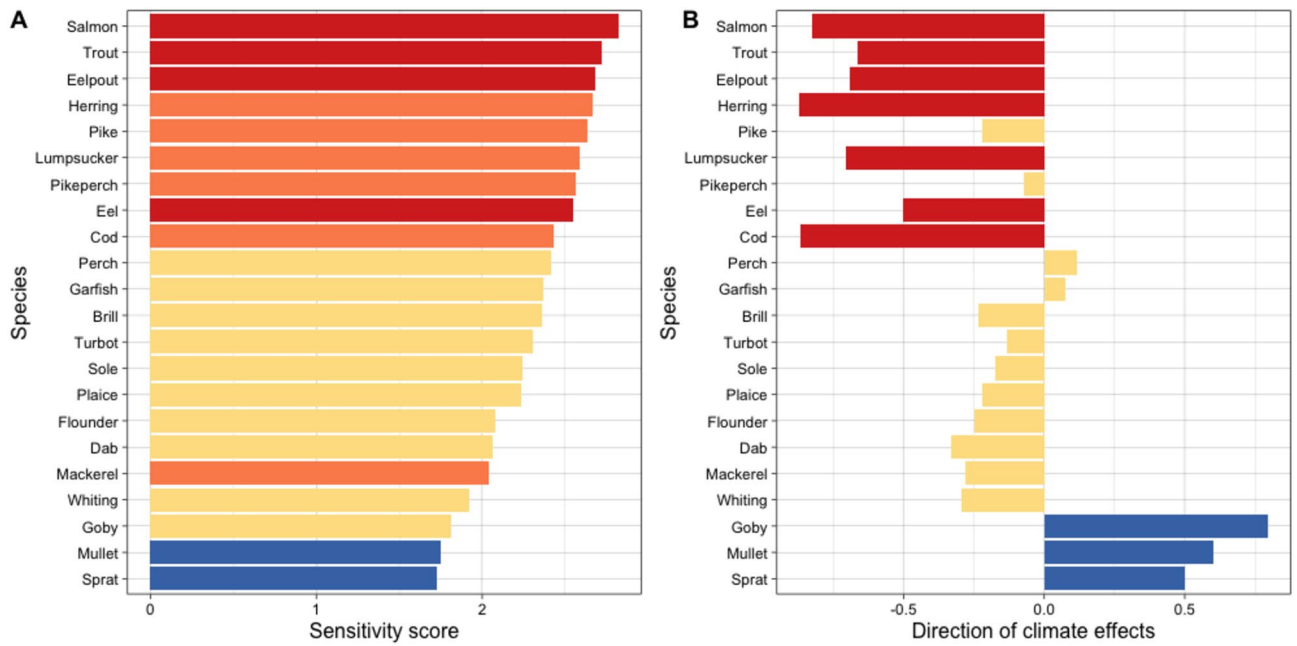 A
Salmon
Trout
Eelpout
Herring
Pike
Lumpsucker
Pikeperch
Eel
Cod
Perch
Garfish
Brill
Turbot
Sole
Plaice
Flounder
Dab
Mackerel
Whiting
Goby
Mullet
Sprat
Species
0 1 2
Sensitivity score
B
Salmon
Trout
Eelpout
Herring
Pike
Lumpsucker
Pikeperch
Eel
Cod
Perch
Garfish
Brill
Turbot
Sole
Plaice
Flounder
Dab
Mackerel
Whiting
Goby
Mullet
Sprat
Species
-0.5 0.0 0.5
Direction of climate effects